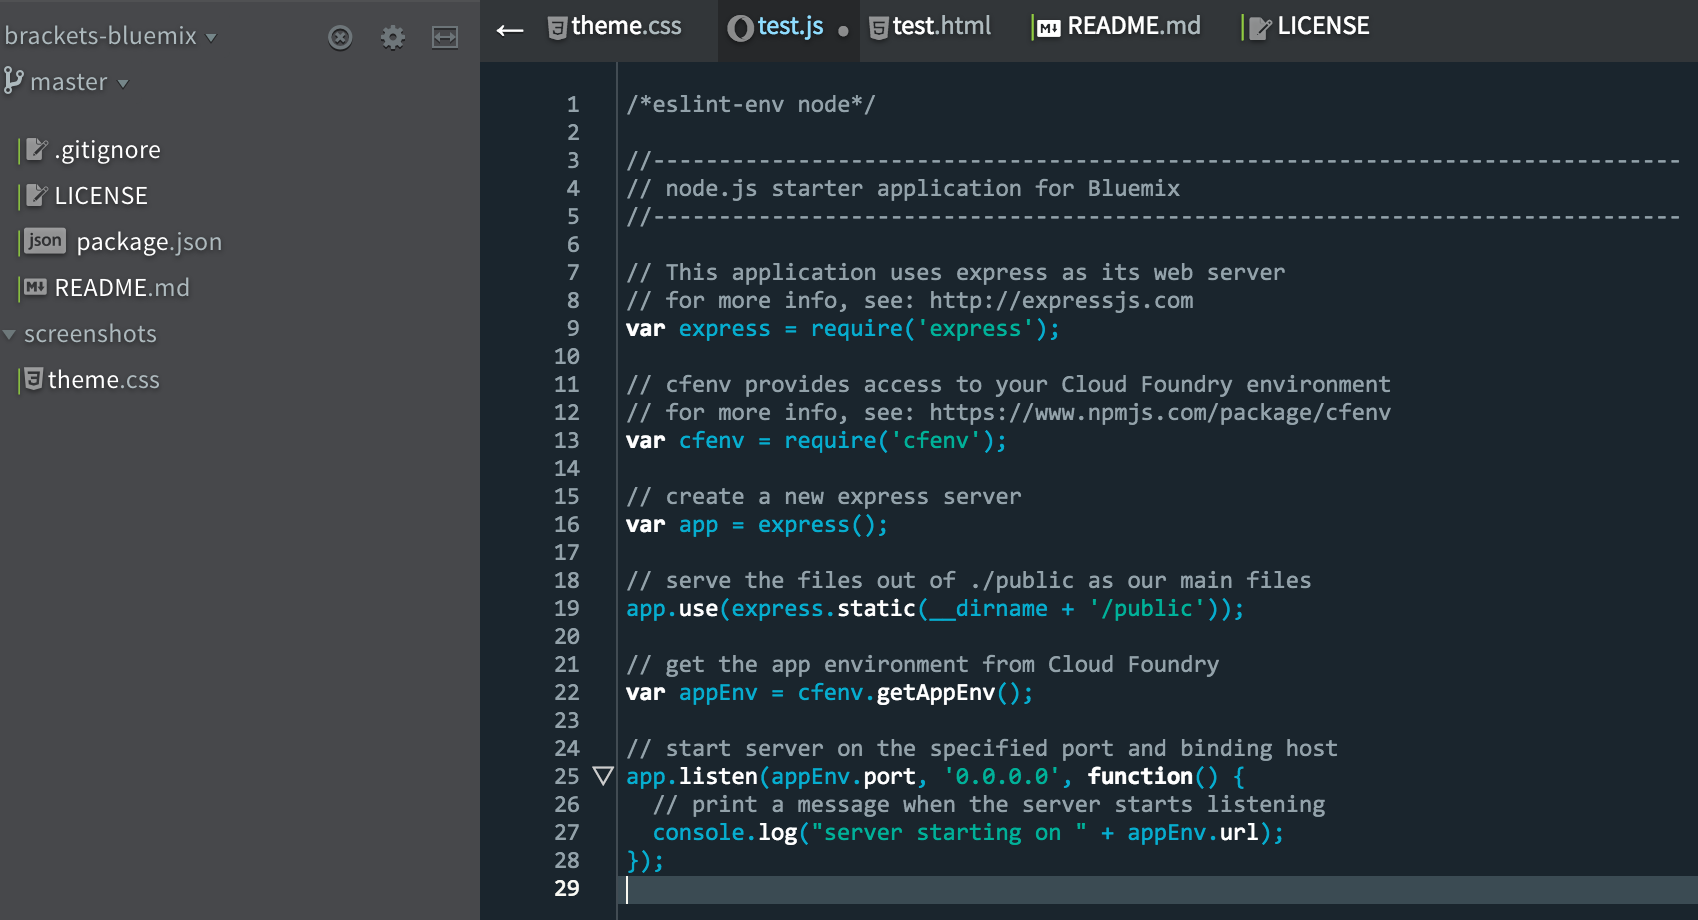 brackets-bluemix
master
.gitignore
LICENSE
json package.json
README.md
screenshots
theme.css
theme.css test.js test.html README.md LICENSE
1 /*eslint-env node*/
2
3 //------------------------------------------------------------------------------
4 // node.js starter application for Bluemix
5 //------------------------------------------------------------------------------
6
7 // This application uses express as its web server
8 // for more info, see: http://expressjs.com
9 var express = require('express');
10
11 // cfenv provides access to your Cloud Foundry environment
12 // for more info, see: https://www.npmjs.com/package/cfenv
13 var cfenv = require('cfenv');
14
15 // create a new express server
16 var app = express();
17
18 // serve the files out of ./public as our main files
19 app.use(express.static(__dirname + '/public'));
20
21 // get the app environment from Cloud Foundry
22 var appEnv = cfenv.getAppEnv();
23
24 // start server on the specified port and binding host
25 app.listen(appEnv.port, '0.0.0.0', function() {
26   // print a message when the server starts listening
27   console.log("server starting on " + appEnv.url);
28 });
29